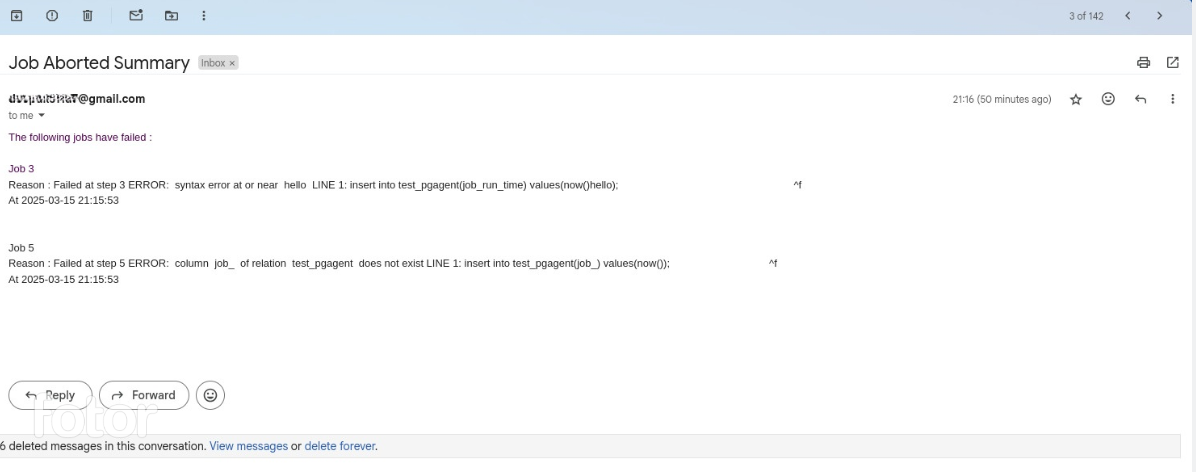 3 of 142
Job Aborted Summary Inbox ×
@gmail.com 21:16 (50 minutes ago)
to me
The following jobs have failed :
Job 3
Reason : Failed at step 3 ERROR: syntax error at or near hello LINE 1: insert into test_pgagent(job_run_time) values(now()hello); ^f
At 2025-03-15 21:15:53
Job 5
Reason : Failed at step 5 ERROR: column job_ of relation test_pgagent does not exist LINE 1: insert into test_pgagent(job_) values(now()); ^f
At 2025-03-15 21:15:53
Reply Forward
fotor
6 deleted messages in this conversation. View messages or delete forever.